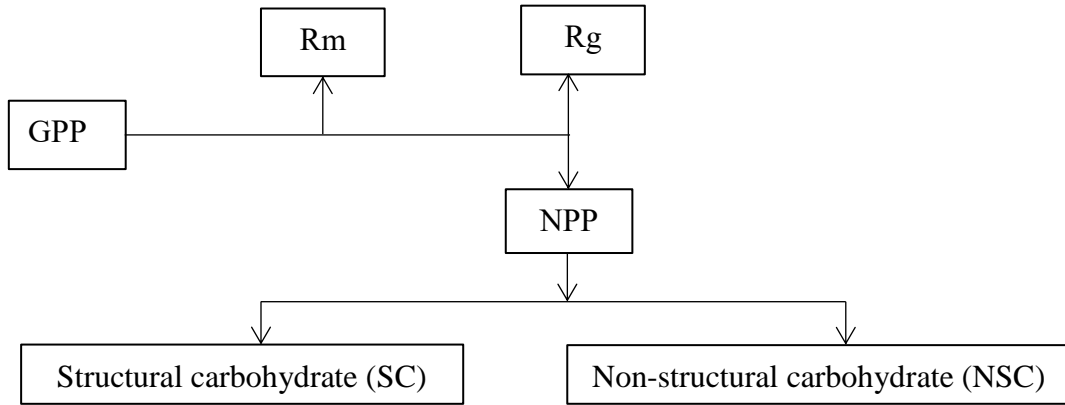 Rm
Rg
GPP
NPP
Structural carbohydrate (SC)
Non-structural carbohydrate (NSC)